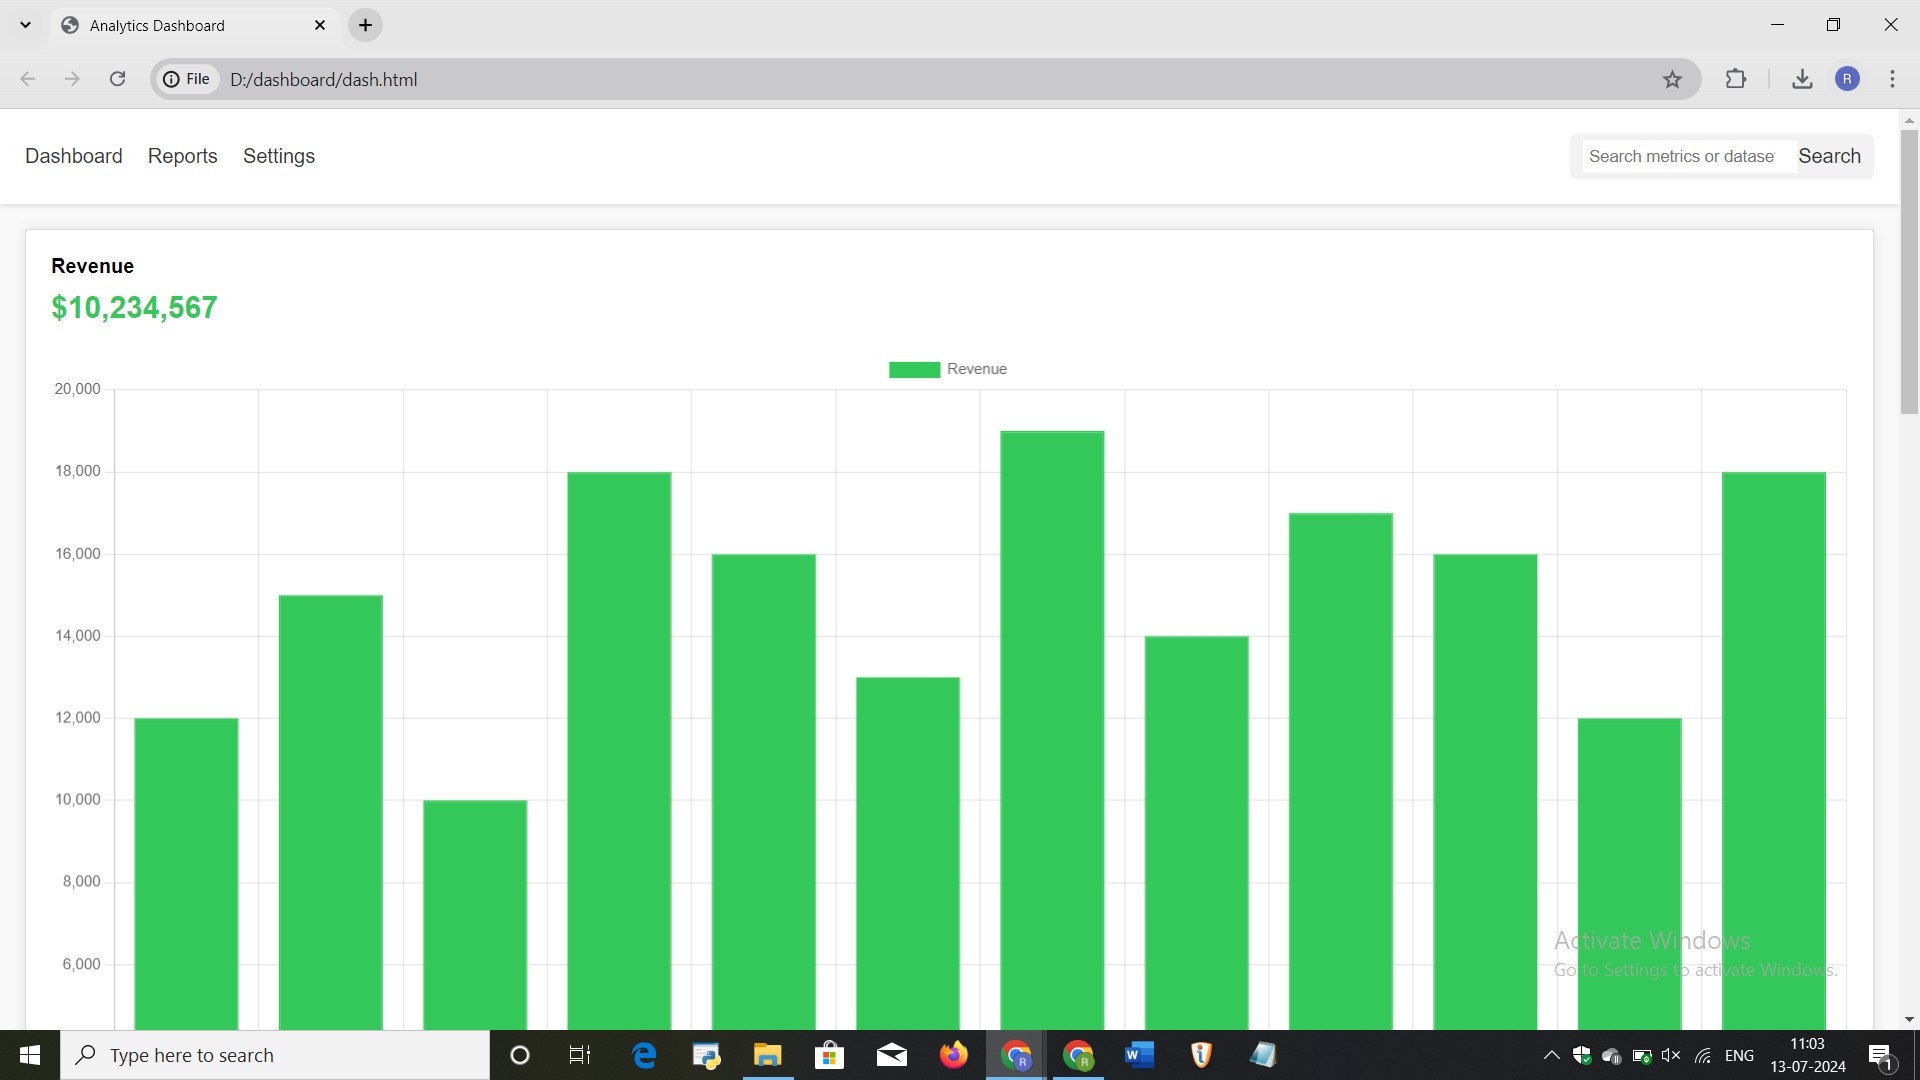 Analytics Dashboard
File
D:/dashboard/dash.html
R
Dashboard Reports Settings
Search metrics or datase Search
Revenue
$10,234,567
Revenue
20,000
18,000
16,000
14,000
12,000
10,000
8,000
6,000
Activate Windows
Go to Settings to activate Windows.
Type here to search
R
R
W
ENG
11:03
13-07-2024
1